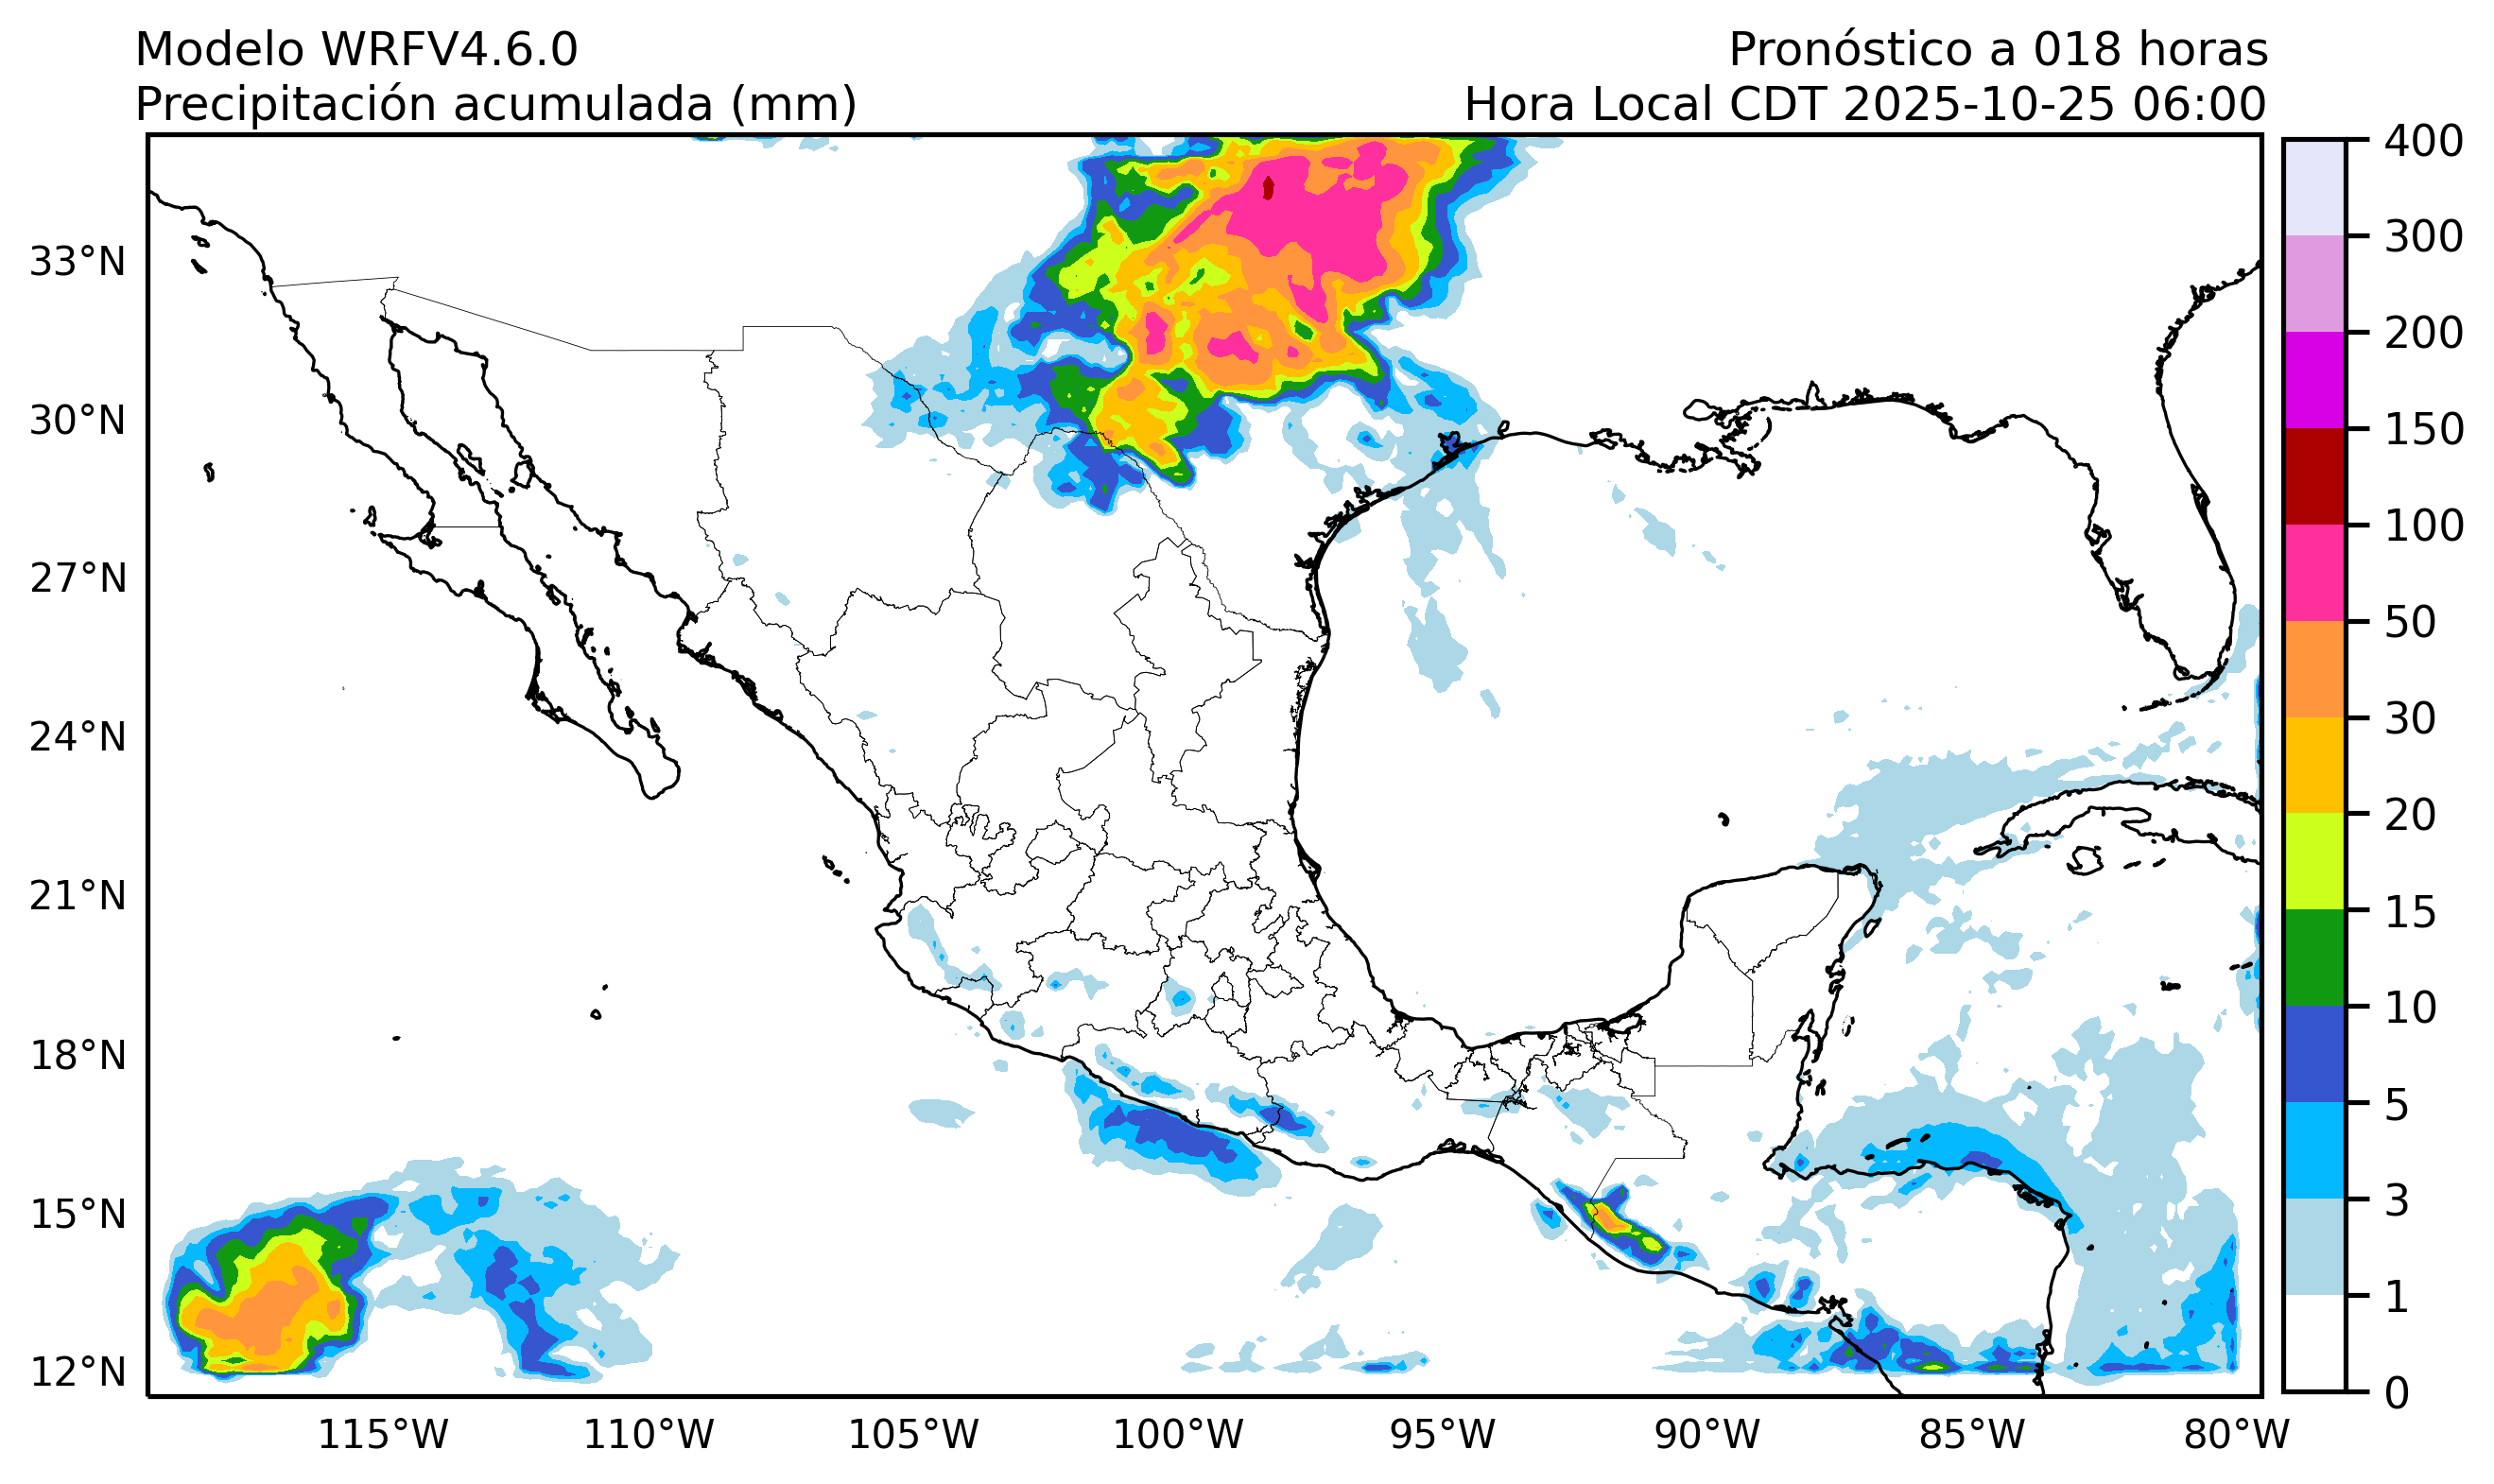 Modelo WRFV4.6.0
Precipitación acumulada (mm)
Pronóstico a 018 horas
Hora Local CDT 2025-10-25 06:00
33°N
30°N
27°N
24°N
21°N
18°N
15°N
12°N
115°W
110°W
105°W
100°W
95°W
90°W
85°W
80°W
400
300
200
150
100
50
30
20
15
10
5
3
1
0